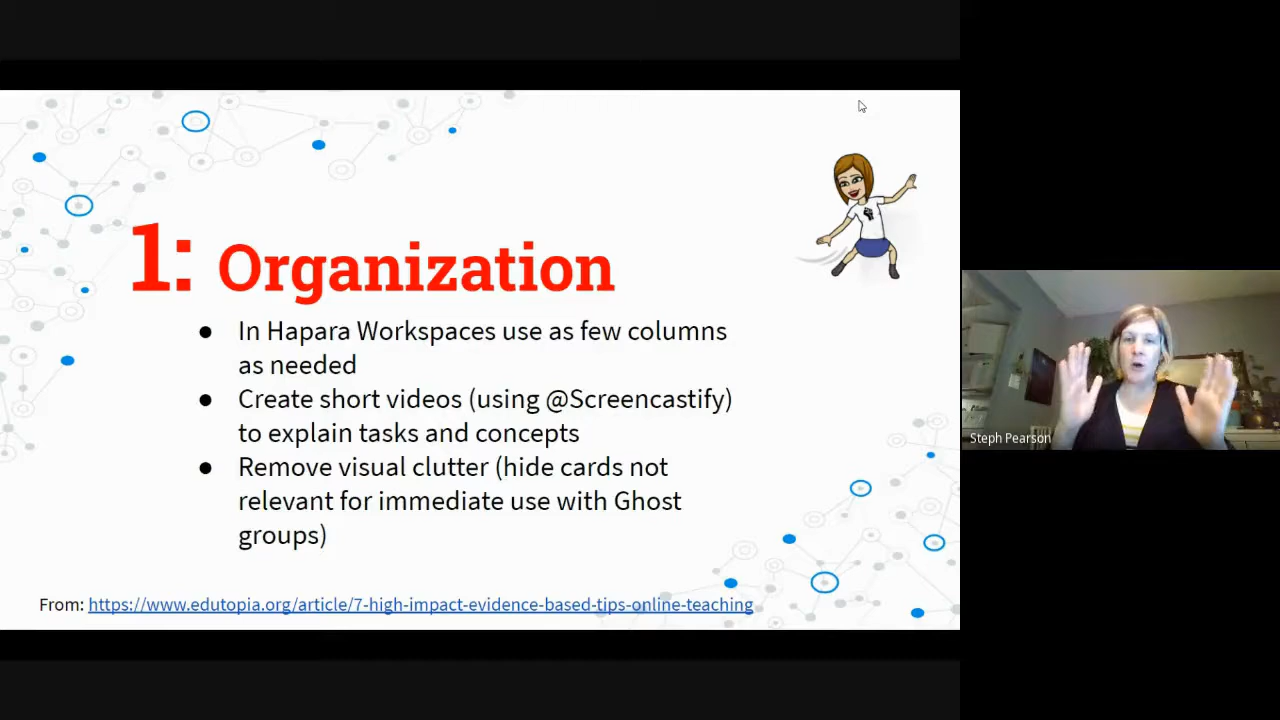 1: Organization
● In Hapara Workspaces use as few columns
as needed
● Create short videos (using @Screencastify)
to explain tasks and concepts
● Remove visual clutter (hide cards not
relevant for immediate use with Ghost
groups)
From: https://www.edutopia.org/article/7-high-impact-evidence-based-tips-online-teaching
Steph Pearson